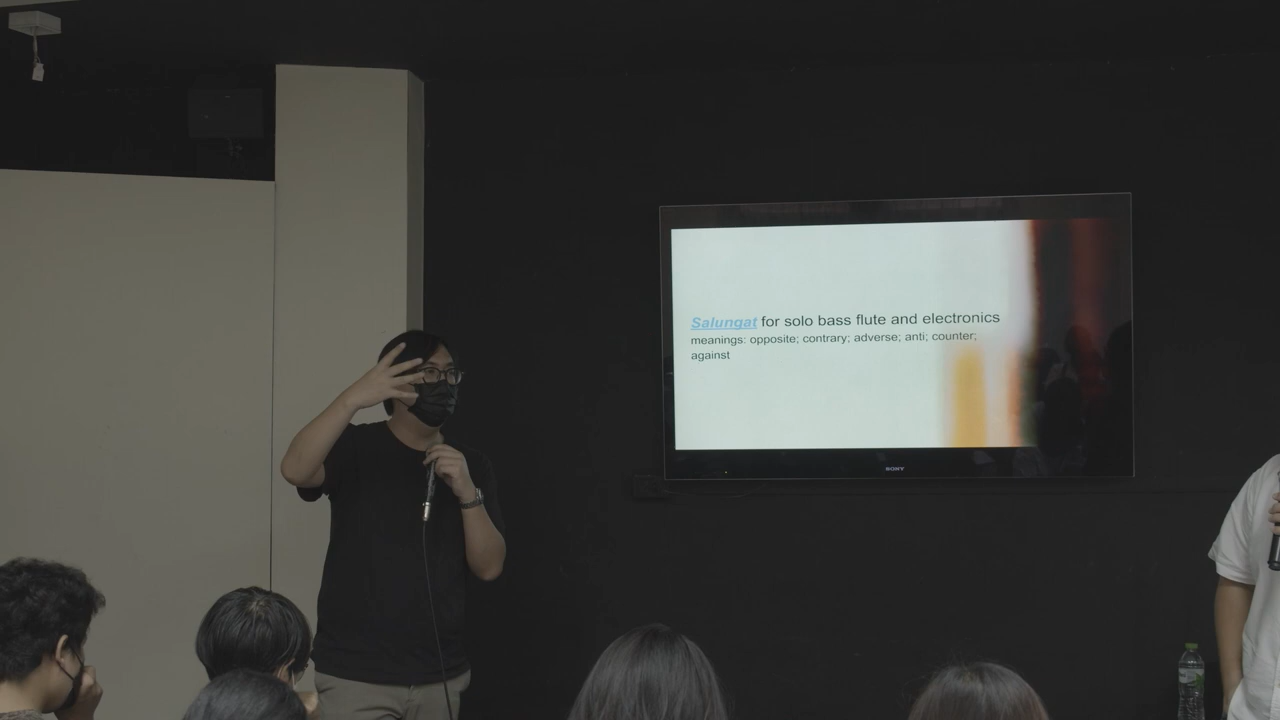 Salungat for solo bass flute and electronics
meanings: opposite; contrary; adverse; anti; counter;
against
SONY